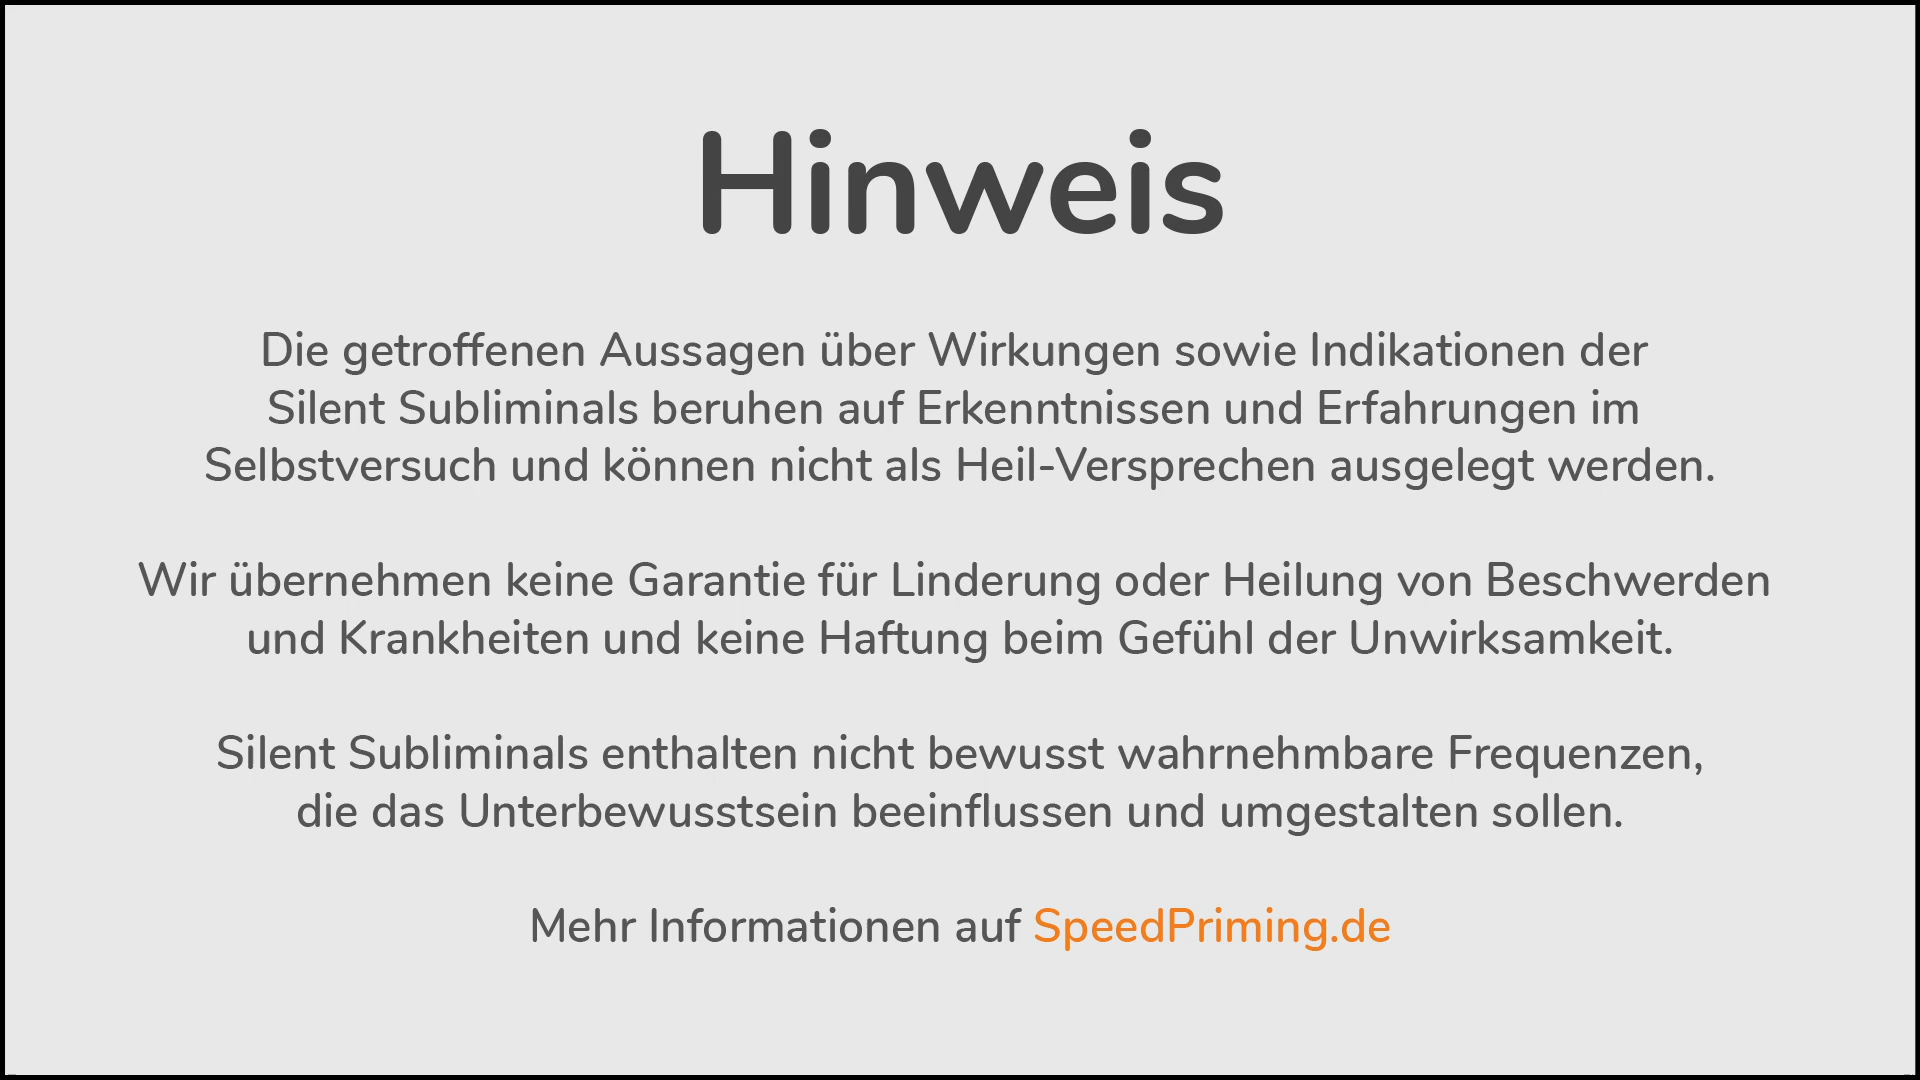 Hinweis
Die getroffenen Aussagen über Wirkungen sowie Indikationen der
Silent Subliminals beruhen auf Erkenntnissen und Erfahrungen im
Selbstversuch und können nicht als Heil-Versprechen ausgelegt werden.
Wir übernehmen keine Garantie für Linderung oder Heilung von Beschwerden
und Krankheiten und keine Haftung beim Gefühl der Unwirksamkeit.
Silent Subliminals enthalten nicht bewusst wahrnehmbare Frequenzen,
die das Unterbewusstsein beeinflussen und umgestalten sollen.
Mehr Informationen auf SpeedPriming.de